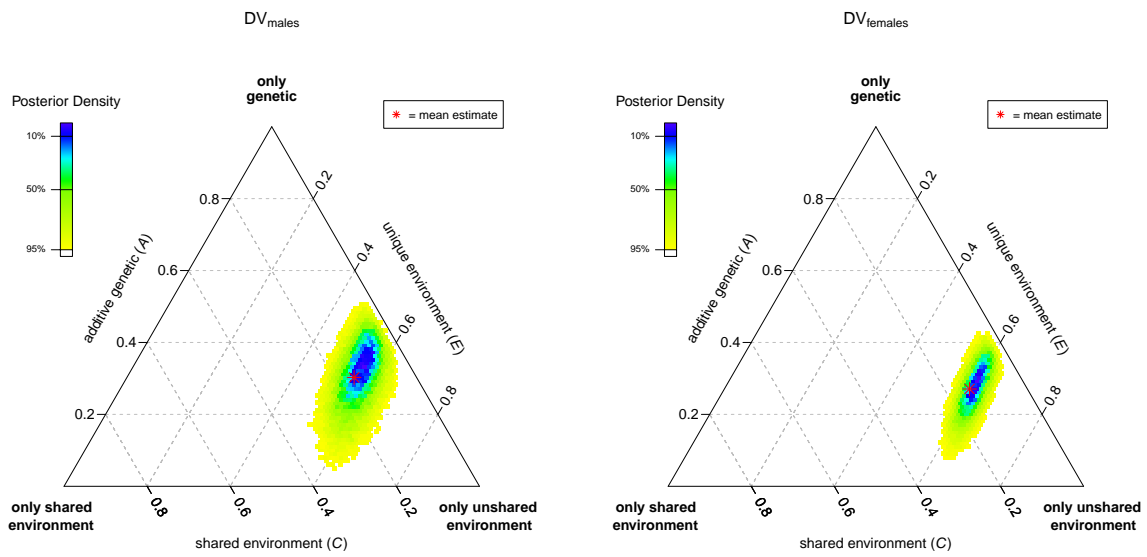 DVmales
only
genetic
Posterior Density
10%
50%
95%
* = mean estimate
0.8
0.6
0.4
0.2
additive genetic (A)
0.2
0.4
0.6
0.8
unique environment (E)
0.8
0.6
0.4
0.2
only shared
environment
only unshared
environment
shared environment (C)
DVfemales
only
genetic
Posterior Density
10%
50%
95%
* = mean estimate
0.8
0.6
0.4
0.2
additive genetic (A)
0.2
0.4
0.6
0.8
unique environment (E)
0.8
0.6
0.4
0.2
only shared
environment
only unshared
environment
shared environment (C)